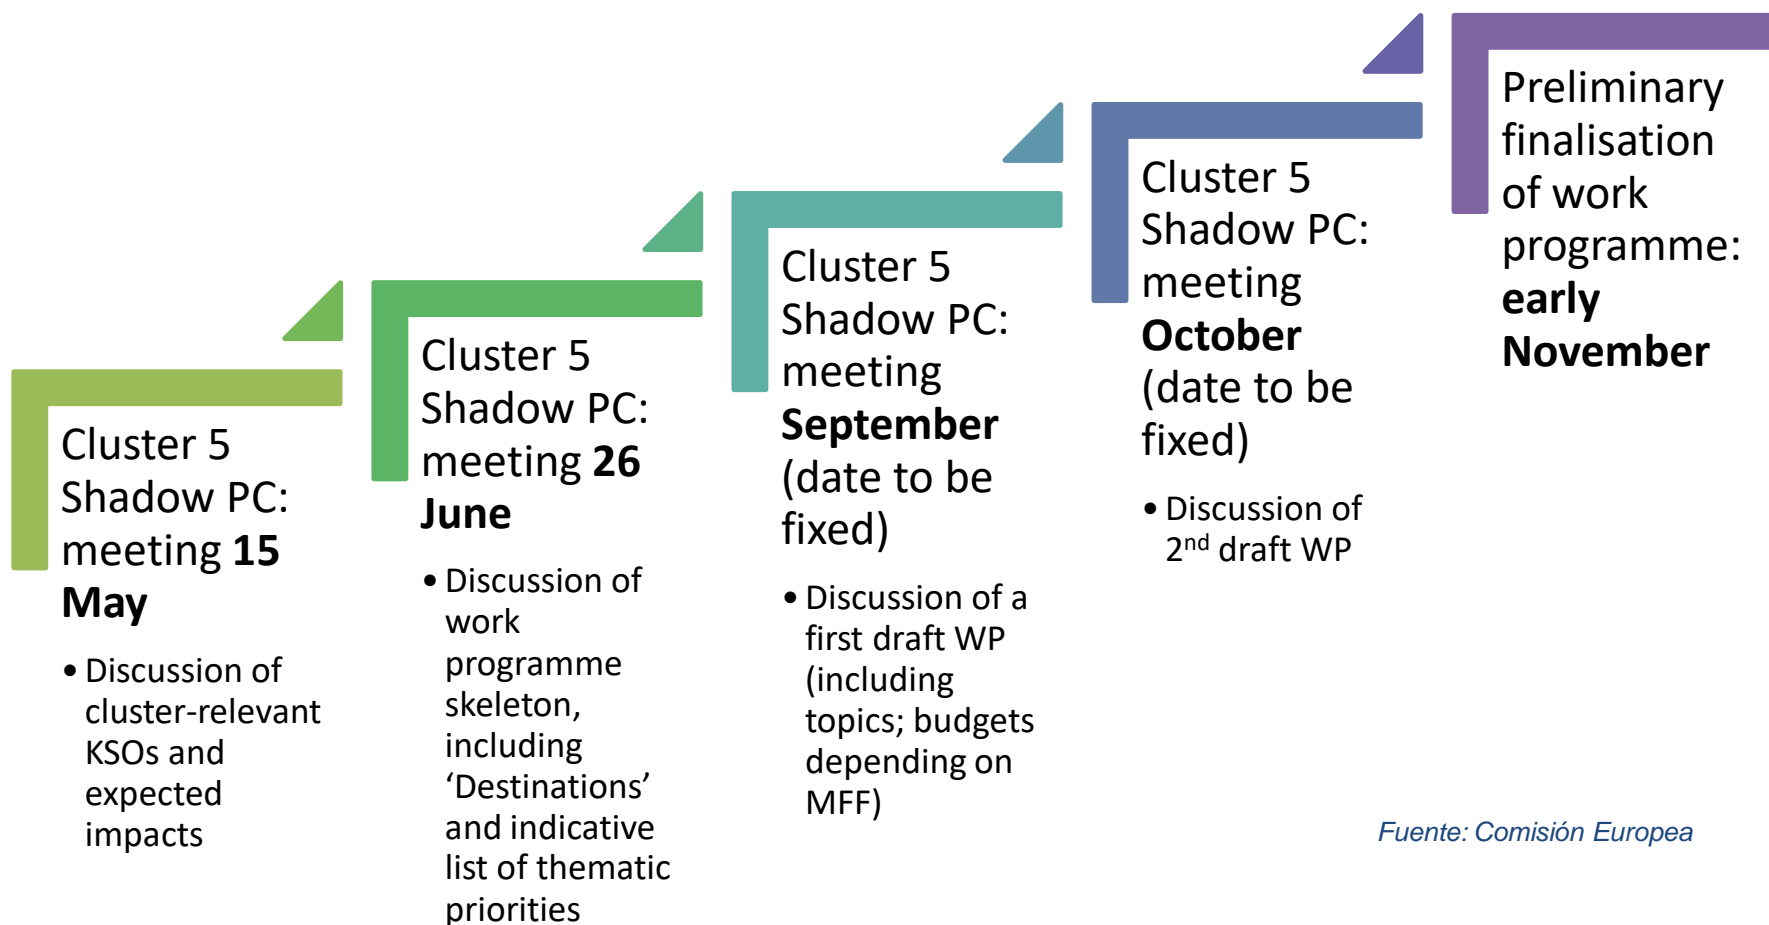 Cluster 5
Shadow PC:
meeting 15
May
• Discussion of
cluster-relevant
KSOs and
expected
impacts
Cluster 5
Shadow PC:
meeting 26
June
• Discussion of
work
programme
skeleton,
including
‘Destinations’
and indicative
list of thematic
priorities
Cluster 5
Shadow PC:
meeting
September
(date to be
fixed)
• Discussion of a
first draft WP
(including
topics; budgets
depending on
MFF)
Cluster 5
Shadow PC:
meeting
October
(date to be
fixed)
• Discussion of
2nd draft WP
Preliminary
finalisation
of work
programme:
early
November
Fuente: Comisión Europea